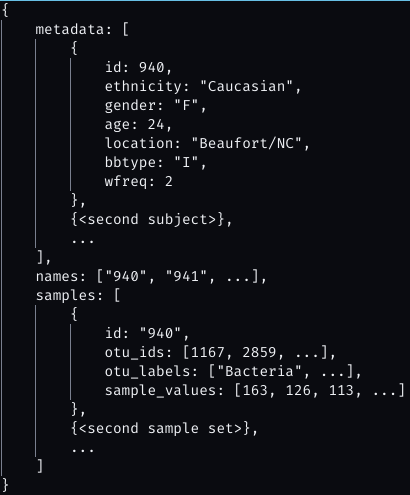 {
    metadata: [
        {
            id: 940,
            ethnicity: "Caucasian",
            gender: "F",
            age: 24,
            location: "Beaufort/NC",
            bbtype: "I",
            wfreq: 2
        },
        {<second subject>},
        ...
    ],
    names: ["940", "941", ...],
    samples: [
        {
            id: "940",
            otu_ids: [1167, 2859, ...],
            otu_labels: ["Bacteria", ...],
            sample_values: [163, 126, 113, ...]
        },
        {<second sample set>},
        ...
    ]
}